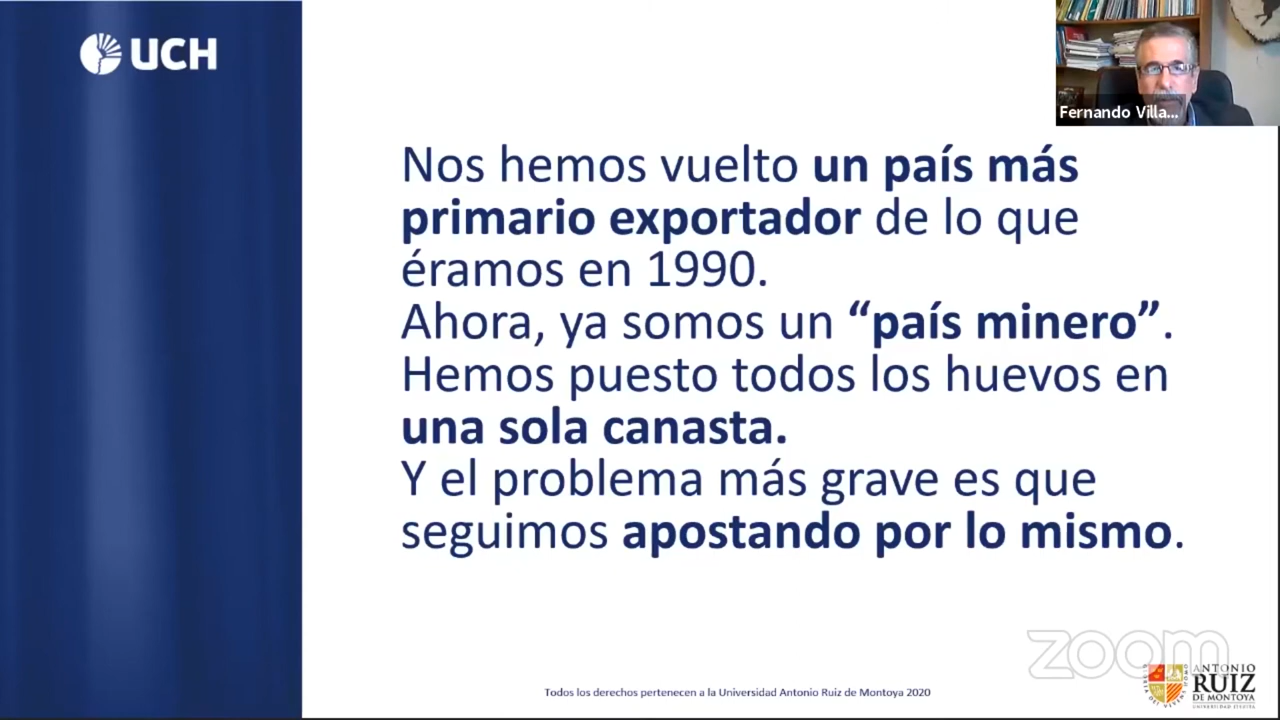 UCH
Fernando Villa...
Nos hemos vuelto un país más
primario exportador de lo que
éramos en 1990.
Ahora, ya somos un “país minero”.
Hemos puesto todos los huevos en
una sola canasta.
Y el problema más grave es que
seguimos apostando por lo mismo.
zoom
Todos los derechos pertenecen a la Universidad Antonio Ruiz de Montoya 2020
ANTONIO
RUIZ
DE MONTOYA
UNIVERSIDAD JESUITA